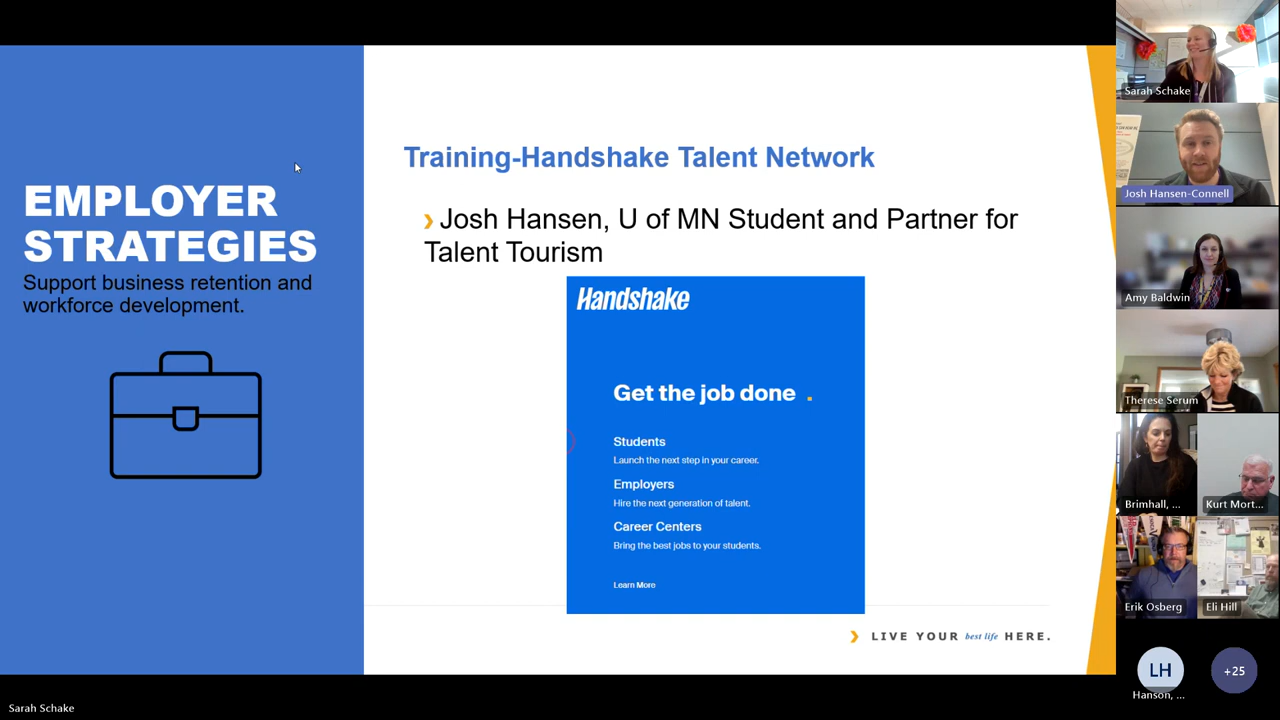 EMPLOYER
STRATEGIES
Support business retention and
workforce development.
Training-Handshake Talent Network
Josh Hansen, U of MN Student and Partner for
Talent Tourism
Handshake
Get the job done .
Students
Launch the next step in your career.
Employers
Hire the next generation of talent.
Career Centers
Bring the best jobs to your students.
Learn More
LIVE YOUR best life HERE.
Sarah Schake
Josh Hansen-Connell
Amy Baldwin
Therese Serum
Brimhall, ...
Kurt Mort...
Erik Osberg
Eli Hill
LH
Hanson, ...
+25
Sarah Schake